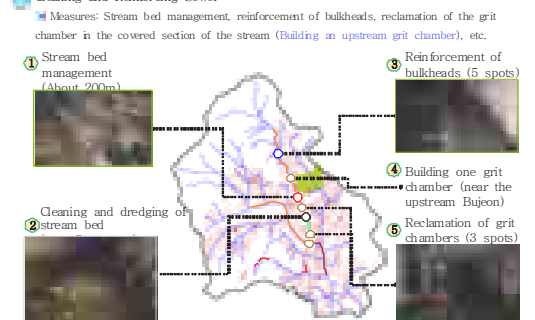 Measures: Stream bed management, reinforcement of bulkheads, reclamation of the grit
chamber in the covered section of the stream (Building an upstream grit chamber), etc.
1 Stream bed
management
(About 200m)
3 Reinforcement of
bulkheads (5 spots)
4 Building one grit
chamber (near the
upstream Bujeon)
2 Cleaning and dredging of
stream bed
5 Reclamation of grit
chambers (3 spots)